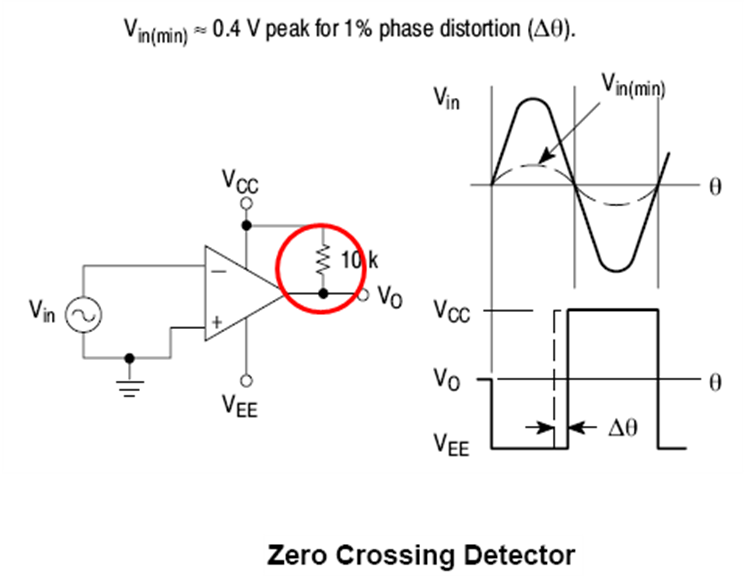 Vin(min) ≈ 0.4 V peak for 1% phase distortion (Δθ).
Vin
Vin(min)
θ
VCC
10 k
−
+
Vin
VO
VEE
VCC
VO
θ
Δθ
VEE
Zero Crossing Detector